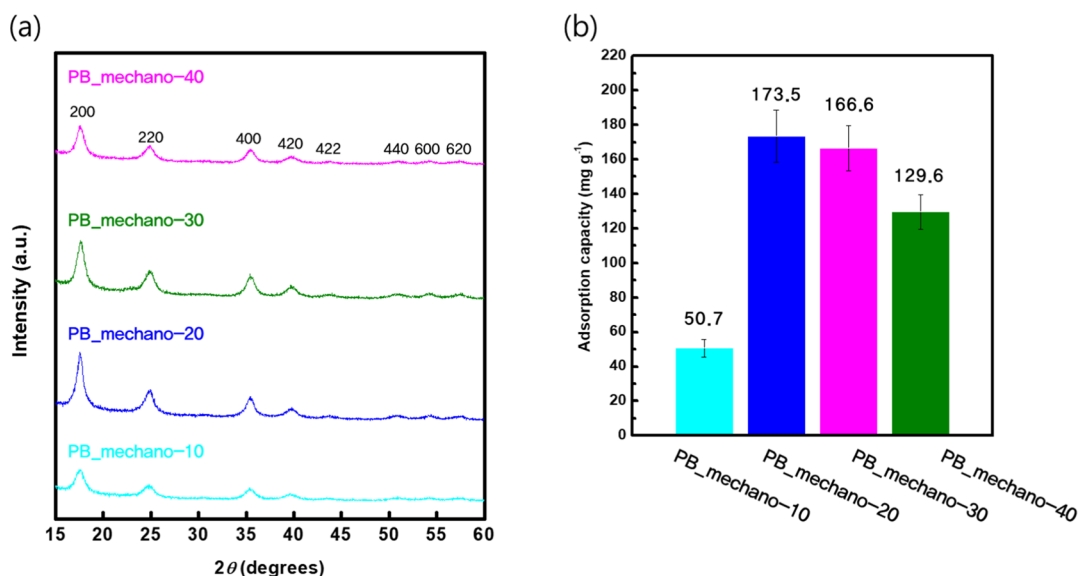 (a)
PB_mechano-40
200
220
400
420
422
440
600
620
PB_mechano-30
PB_mechano-20
PB_mechano-10
Intensity (a.u.)
15 20 25 30 35 40 45 50 55 60
2θ (degrees)
(b)
220
200
180
160
140
120
100
80
60
40
20
0
Adsorption capacity (mg g⁻¹)
50.7
173.5
166.6
129.6
PB_mechano-10
PB_mechano-20
PB_mechano-30
PB_mechano-40